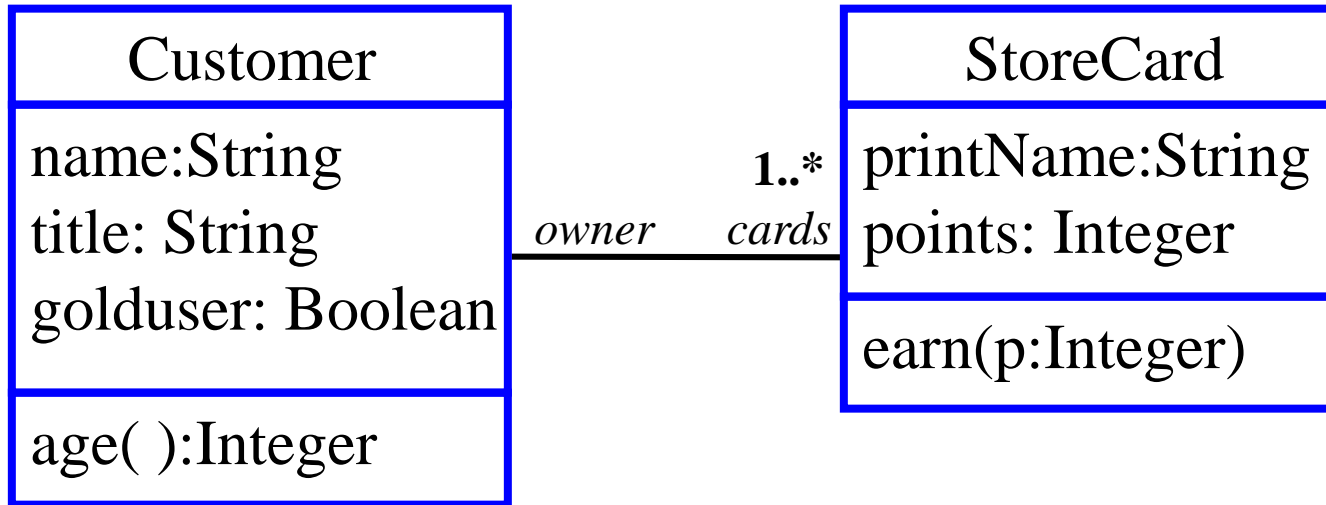 Customer
name:String
title: String
golduser: Boolean
age( ):Integer
owner
1..*
cards
StoreCard
printName:String
points: Integer
earn(p:Integer)